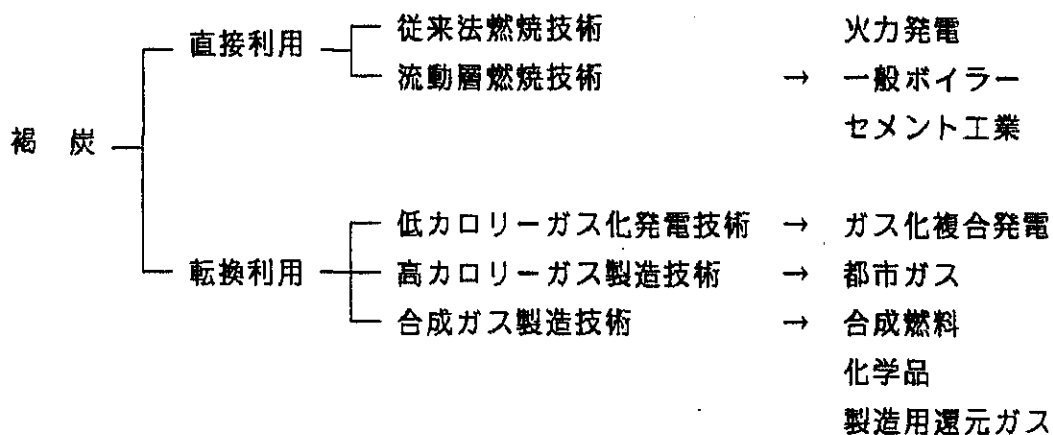 従来法燃焼技術 火力発電
直接利用
流動層燃焼技術 → 一般ボイラー
セメント工業
褐炭
低カロリーガス化発電技術 → ガス化複合発電
転換利用 高カロリーガス製造技術 → 都市ガス
合成ガス製造技術 → 合成燃料
化学品
製造用還元ガス